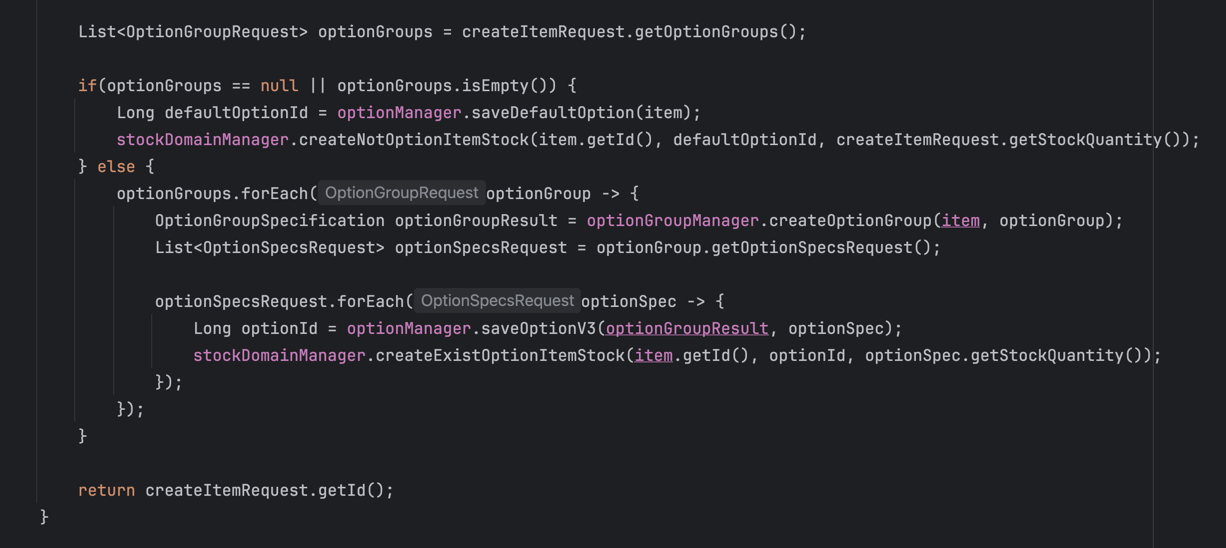 List<OptionGroupRequest> optionGroups = createItemRequest.getOptionGroups();
if(optionGroups == null || optionGroups.isEmpty()) {
Long defaultOptionId = optionManager.saveDefaultOption(item);
stockDomainManager.createNotOptionItemStock(item.getId(), defaultOptionId, createItemRequest.getStockQuantity());
} else {
optionGroups.forEach( OptionGroupRequest optionGroup -> {
OptionGroupSpecification optionGroupResult = optionGroupManager.createOptionGroup(item, optionGroup);
List<OptionSpecsRequest> optionSpecsRequest = optionGroup.getOptionSpecsRequest();
optionSpecsRequest.forEach( OptionSpecsRequest optionSpec -> {
Long optionId = optionManager.saveOptionV3(optionGroupResult, optionSpec);
stockDomainManager.createExistOptionItemStock(item.getId(), optionId, optionSpec.getStockQuantity());
});
});
}
return createItemRequest.getId();
}